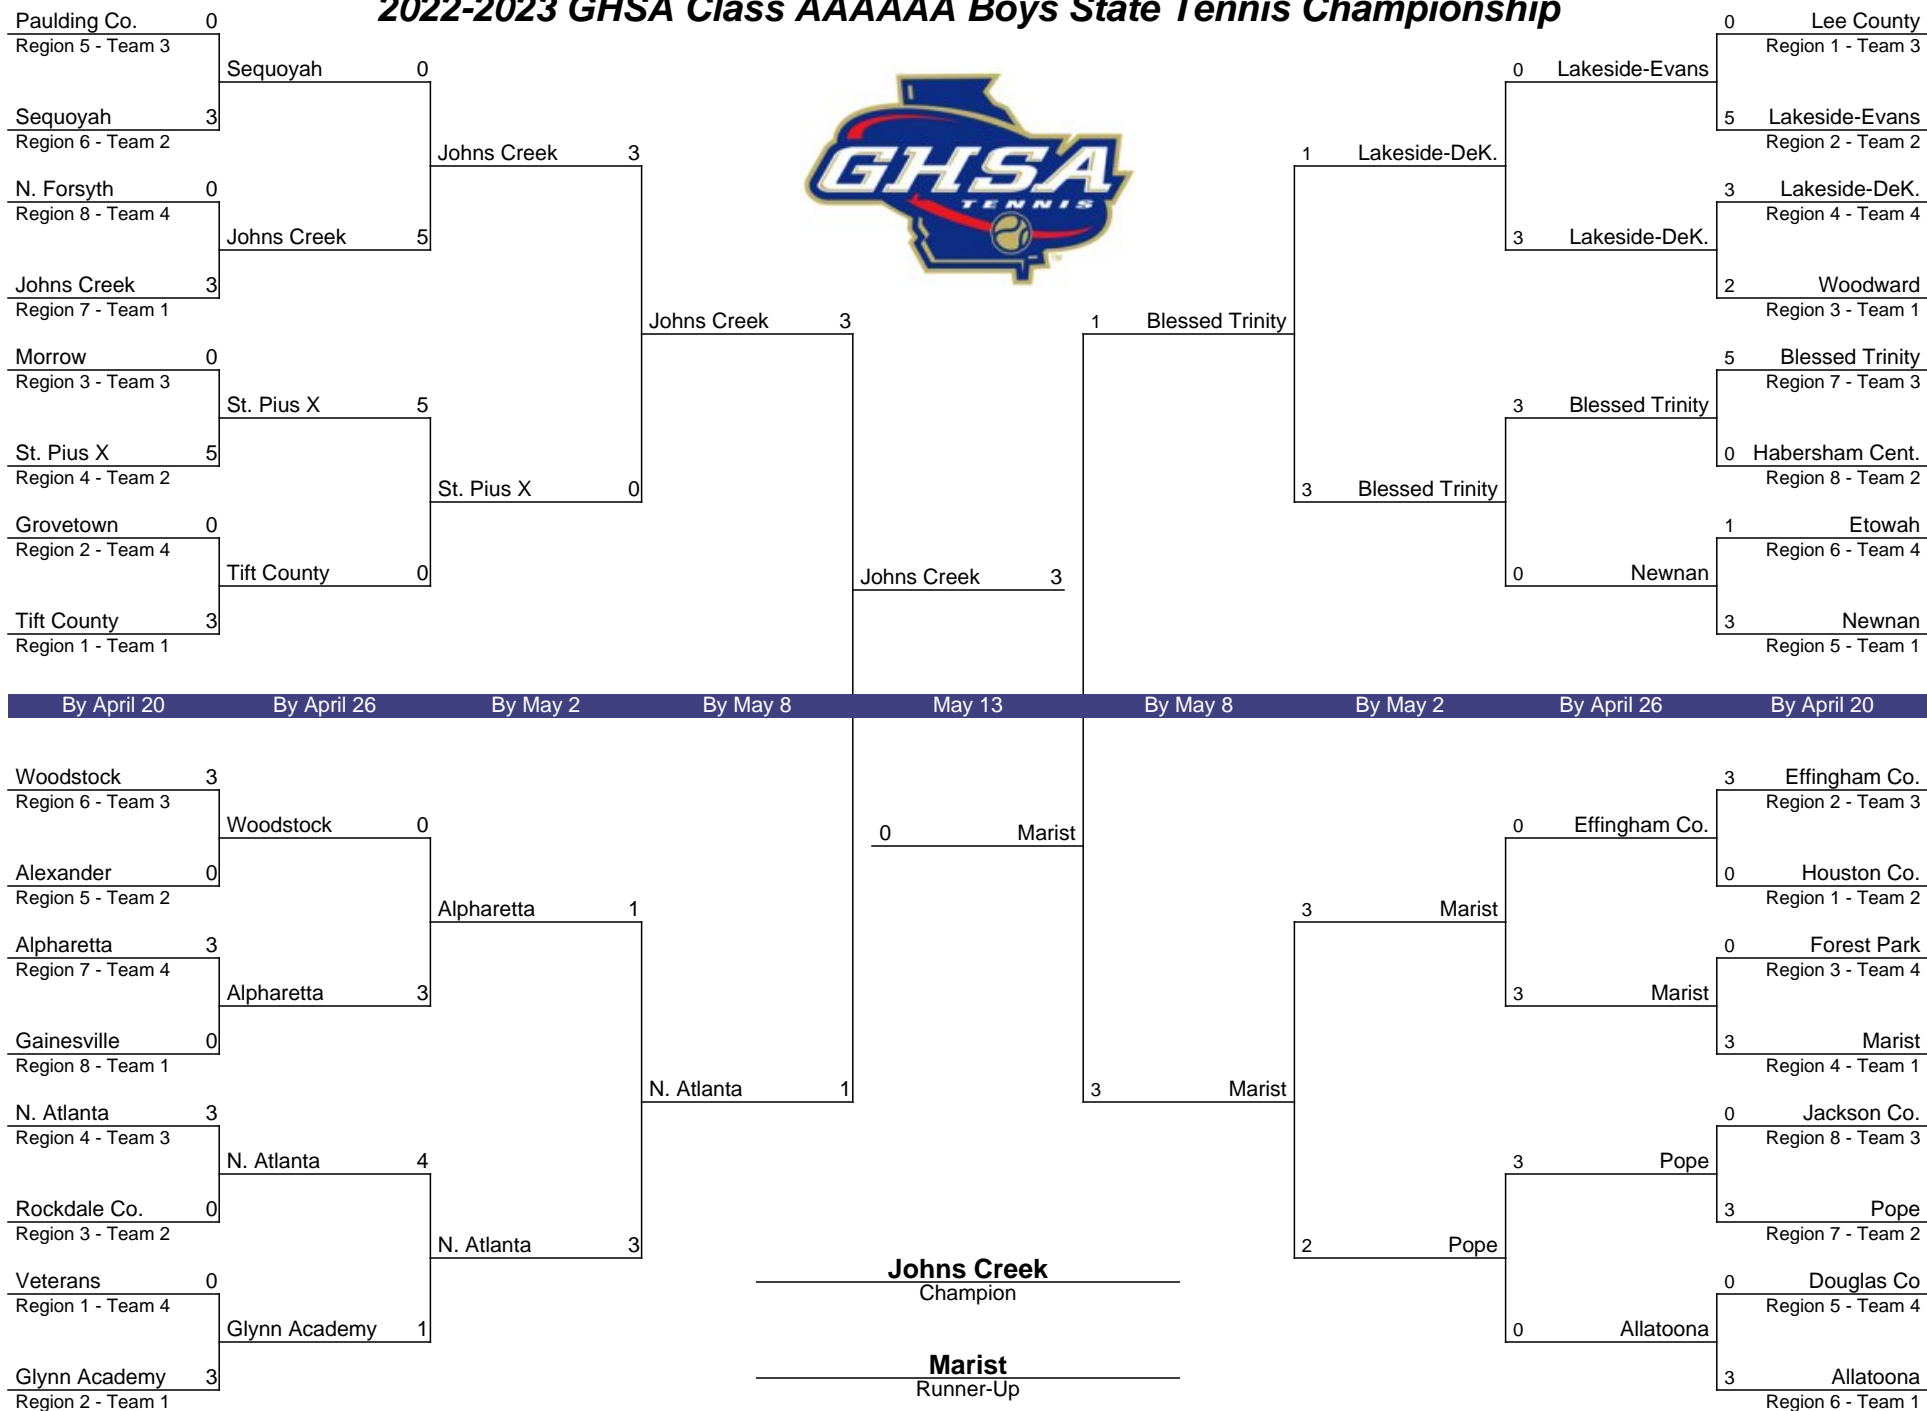 2022-2023 GHSA Class AAAAAA Boys State Tennis Championship
Paulding Co. 0
Region 5 - Team 3
Sequoyah 0
Sequoyah 3
Region 6 - Team 2
Johns Creek 3
N. Forsyth 0
Region 8 - Team 4
Johns Creek 5
Johns Creek 3
Region 7 - Team 1
Johns Creek 3
Morrow 0
Region 3 - Team 3
St. Pius X 5
St. Pius X 5
Region 4 - Team 2
St. Pius X 0
Grovetown 0
Region 2 - Team 4
Tift County 0
Tift County 3
Region 1 - Team 1
Johns Creek 3
GHSA
TENNIS
TM
0 Lee County
Region 1 - Team 3
0 Lakeside-Evans
5 Lakeside-Evans
Region 2 - Team 2
1 Lakeside-DeK.
3 Lakeside-DeK.
Region 4 - Team 4
3 Lakeside-DeK.
2 Woodward
Region 3 - Team 1
1 Blessed Trinity
5 Blessed Trinity
Region 7 - Team 3
3 Blessed Trinity
0 Habersham Cent.
Region 8 - Team 2
3 Blessed Trinity
1 Etowah
Region 6 - Team 4
0 Newnan
3 Newnan
Region 5 - Team 1
By April 20 By April 26 By May 2 By May 8 May 13 By May 8 By May 2 By April 26 By April 20
Woodstock 3
Region 6 - Team 3
Woodstock 0
Alexander 0
Region 5 - Team 2
Alpharetta 1
Alpharetta 3
Region 7 - Team 4
Alpharetta 3
Gainesville 0
Region 8 - Team 1
N. Atlanta 1
N. Atlanta 3
Region 4 - Team 3
N. Atlanta 4
Rockdale Co. 0
Region 3 - Team 2
N. Atlanta 3
Veterans 0
Region 1 - Team 4
Glynn Academy 1
Glynn Academy 3
Region 2 - Team 1
0 Marist
3 Effingham Co.
Region 2 - Team 3
0 Effingham Co.
0 Houston Co.
Region 1 - Team 2
3 Marist
0 Forest Park
Region 3 - Team 4
3 Marist
3 Marist
Region 4 - Team 1
3 Marist
0 Jackson Co.
Region 8 - Team 3
3 Pope
3 Pope
Region 7 - Team 2
2 Pope
0 Douglas Co
Region 5 - Team 4
0 Allatoona
3 Allatoona
Region 6 - Team 1
Johns Creek
Champion
Marist
Runner-Up